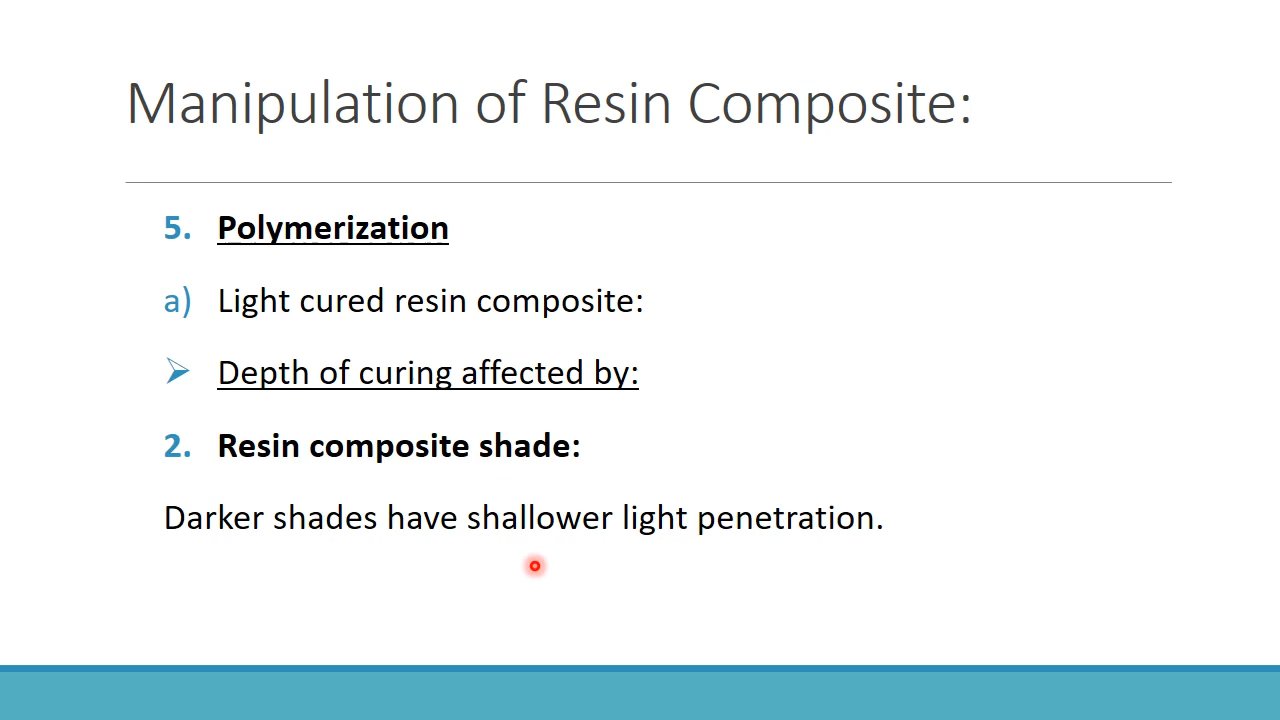 Manipulation of Resin Composite:
5. Polymerization
a) Light cured resin composite:
Depth of curing affected by:
2. Resin composite shade:
Darker shades have shallower light penetration.